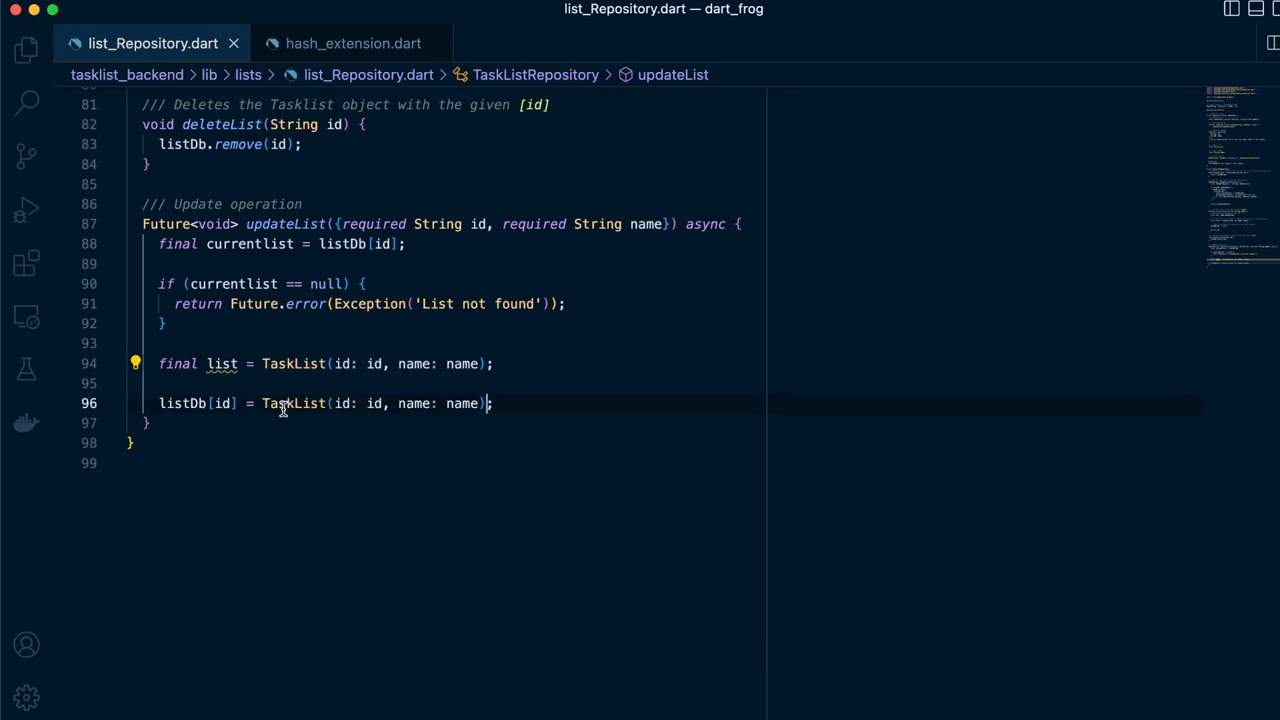 list_Repository.dart — dart_frog
list_Repository.dart
hash_extension.dart
tasklist_backend > lib > lists > list_Repository.dart > TaskListRepository > updateList
81 /// Deletes the Tasklist object with the given [id]
82 void deleteList(String id) {
83 listDb.remove(id);
84 }
85
86 /// Update operation
87 Future<void> updateList({required String id, required String name}) async {
88 final currentlist = listDb[id];
89
90 if (currentlist == null) {
91 return Future.error(Exception('List not found'));
92 }
93
94 final list = TaskList(id: id, name: name);
95
96 listDb[id] = TaskList(id: id, name: name);
97 }
98 }
99